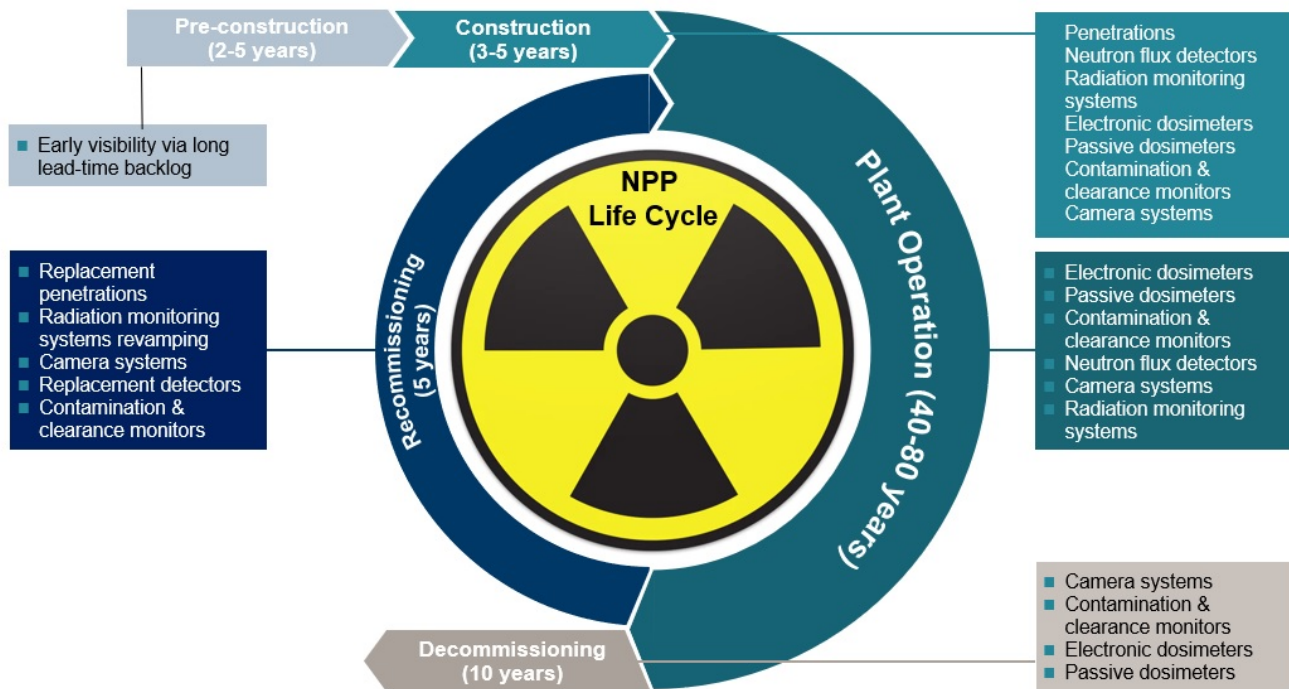 Pre-construction
(2-5 years)
Construction
(3-5 years)
Early visibility via long
lead-time backlog
Penetrations
Neutron flux detectors
Radiation monitoring
systems
Electronic dosimeters
Passive dosimeters
Contamination &
clearance monitors
Camera systems
NPP
Life Cycle
Plant Operation (40-80 years)
Recommissioning
(5 years)
Replacement
penetrations
Radiation monitoring
systems revamping
Camera systems
Replacement detectors
Contamination &
clearance monitors
Electronic dosimeters
Passive dosimeters
Contamination &
clearance monitors
Neutron flux detectors
Camera systems
Radiation monitoring
systems
Decommissioning
(10 years)
Camera systems
Contamination &
clearance monitors
Electronic dosimeters
Passive dosimeters